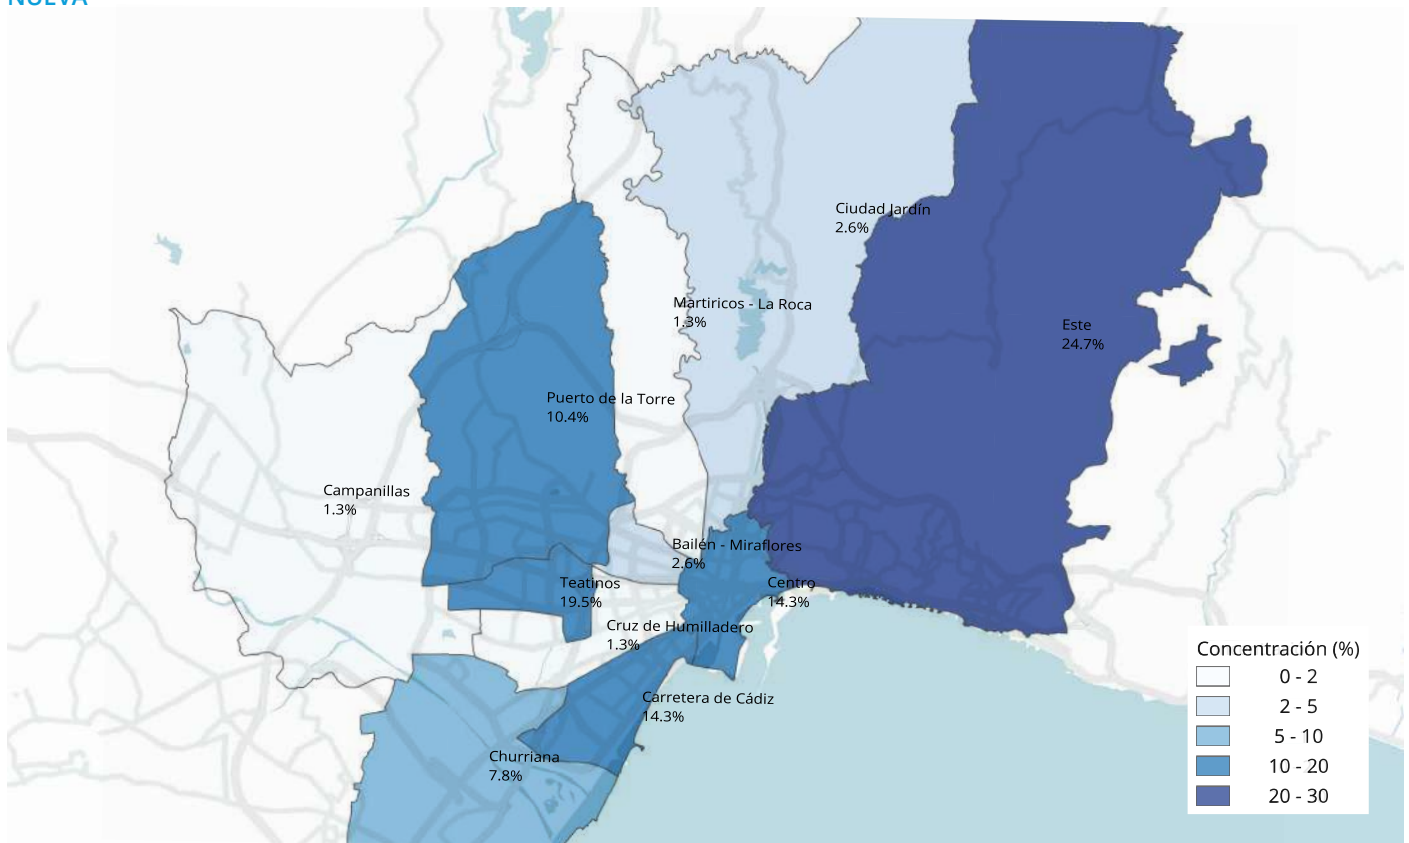 NUEVA
Ciudad Jardín
2.6%
Martiricos - La Roca
1.3%
Este
24.7%
Puerto de la Torre
10.4%
Campanillas
1.3%
Bailén - Miraflores
2.6%
Teatinos
19.5%
Centro
14.3%
Cruz de Humilladero
1.3%
Carretera de Cádiz
14.3%
Churriana
7.8%
Concentración (%)
0 - 2
2 - 5
5 - 10
10 - 20
20 - 30